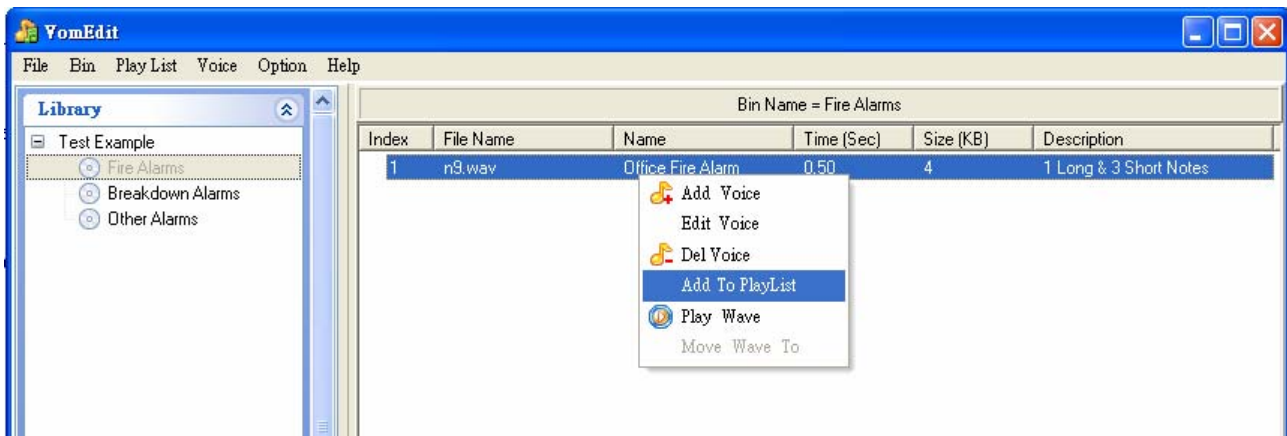 YomEdit
File Bin Play List Voice Option Help
Library
Test Example
Fire Alarms
Breakdown Alarms
Other Alarms
Bin Name = Fire Alarms
Index File Name Name Time (Sec) Size (KB) Description
1 n9.wav Office Fire Alarm 0.50 4 1 Long & 3 Short Notes
Add Voice
Edit Voice
Del Voice
Add To PlayList
Play Wave
Move Wave To